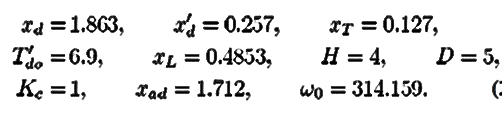 x_d = 1.863, x'_d = 0.257, x_T = 0.127,
T'_{do} = 6.9, x_L = 0.4853, H = 4, D = 5,
K_c = 1, x_{ad} = 1.712, ω_0 = 314.159.